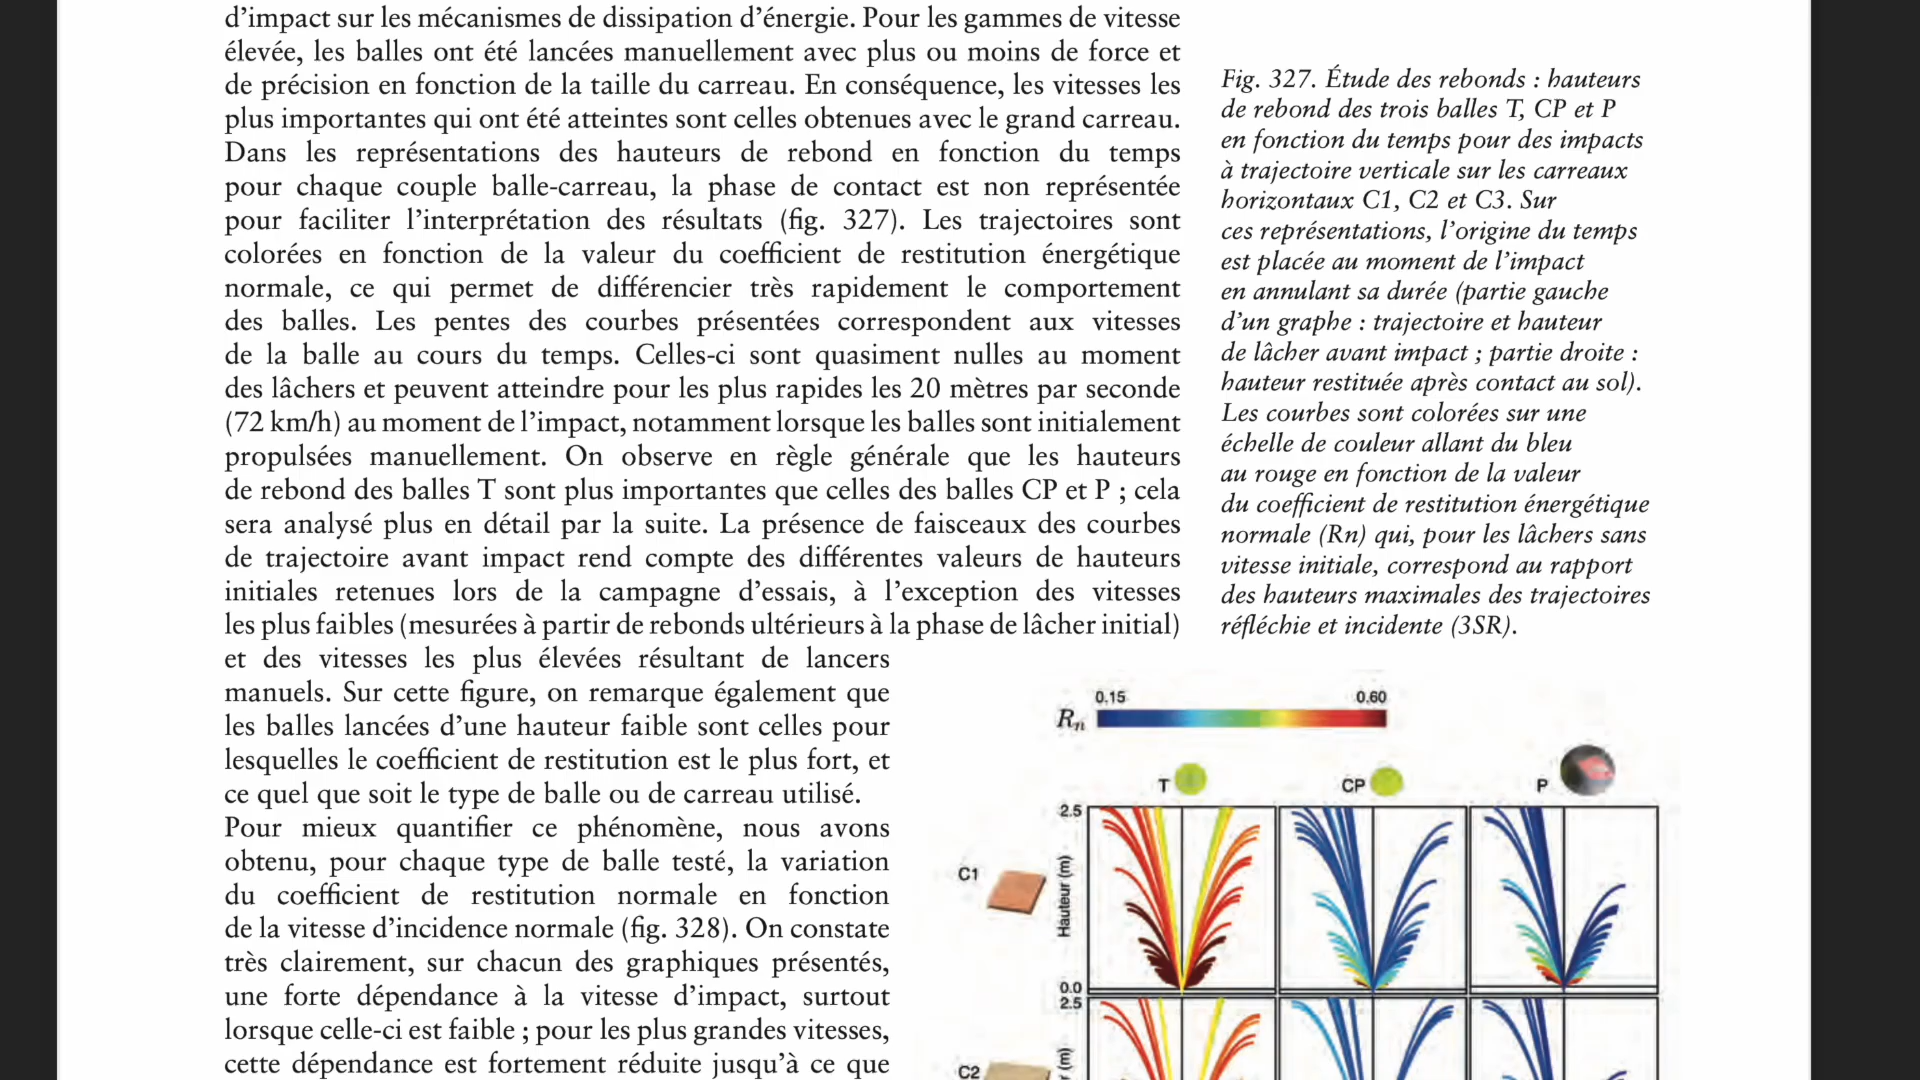 d’impact sur les mécanismes de dissipation d’énergie. Pour les gammes de vitesse
élevée, les balles ont été lancées manuellement avec plus ou moins de force et
de précision en fonction de la taille du carreau. En conséquence, les vitesses les
plus importantes qui ont été atteintes sont celles obtenues avec le grand carreau.
Dans les représentations des hauteurs de rebond en fonction du temps
pour chaque couple balle-carreau, la phase de contact est non représentée
pour faciliter l’interprétation des résultats (fig. 327). Les trajectoires sont
colorées en fonction de la valeur du coefficient de restitution énergétique
normale, ce qui permet de différencier très rapidement le comportement
des balles. Les pentes des courbes présentées correspondent aux vitesses
de la balle au cours du temps. Celles-ci sont quasiment nulles au moment
des lâchers et peuvent atteindre pour les plus rapides les 20 mètres par seconde
(72 km/h) au moment de l’impact, notamment lorsque les balles sont initialement
propulsées manuellement. On observe en règle générale que les hauteurs
de rebond des balles T sont plus importantes que celles des balles CP et P ; cela
sera analysé plus en détail par la suite. La présence de faisceaux des courbes
de trajectoire avant impact rend compte des différentes valeurs de hauteurs
initiales retenues lors de la campagne d’essais, à l’exception des vitesses
les plus faibles (mesurées à partir de rebonds ultérieurs à la phase de lâcher initial)
et des vitesses les plus élevées résultant de lancers
manuels. Sur cette figure, on remarque également que
les balles lancées d’une hauteur faible sont celles pour
lesquelles le coefficient de restitution est le plus fort, et
ce quel que soit le type de balle ou de carreau utilisé.
Pour mieux quantifier ce phénomène, nous avons
obtenu, pour chaque type de balle testé, la variation
du coefficient de restitution normale en fonction
de la vitesse d’incidence normale (fig. 328). On constate
très clairement, sur chacun des graphiques présentés,
une forte dépendance à la vitesse d’impact, surtout
lorsque celle-ci est faible ; pour les plus grandes vitesses,
cette dépendance est fortement réduite jusqu’à ce que
Fig. 327. Étude des rebonds : hauteurs
de rebond des trois balles T, CP et P
en fonction du temps pour des impacts
à trajectoire verticale sur les carreaux
horizontaux C1, C2 et C3. Sur
ces représentations, l’origine du temps
est placée au moment de l’impact
en annulant sa durée (partie gauche
d’un graphe : trajectoire et hauteur
de lâcher avant impact ; partie droite :
hauteur restituée après contact au sol).
Les courbes sont colorées sur une
échelle de couleur allant du bleu
au rouge en fonction de la valeur
du coefficient de restitution énergétique
normale (Rn) qui, pour les lâchers sans
vitesse initiale, correspond au rapport
des hauteurs maximales des trajectoires
réfléchie et incidente (3SR).
0.15 0.60
Rn
T CP P
2.5
C1
Hauteur (m)
0.0
2.5
C2
(m)